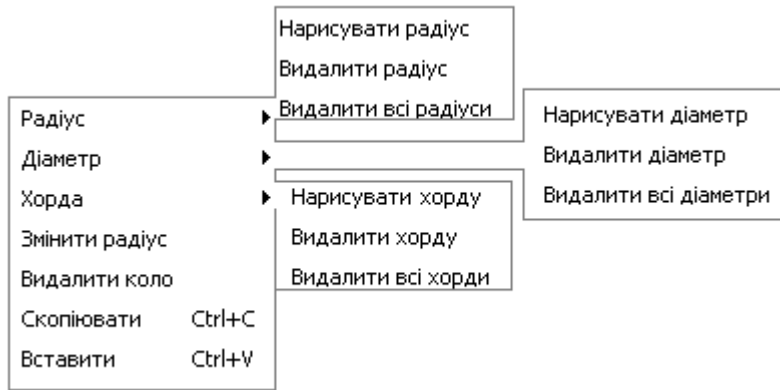 Нарисувати радіус
Видалити радіус
Видалити всі радіуси
Радіус
Діаметр
Хорда
Змінити радіус
Видалити коло
Скопіювати Ctrl+C
Вставити Ctrl+V
Нарисувати діаметр
Видалити діаметр
Видалити всі діаметри
Нарисувати хорду
Видалити хорду
Видалити всі хорди